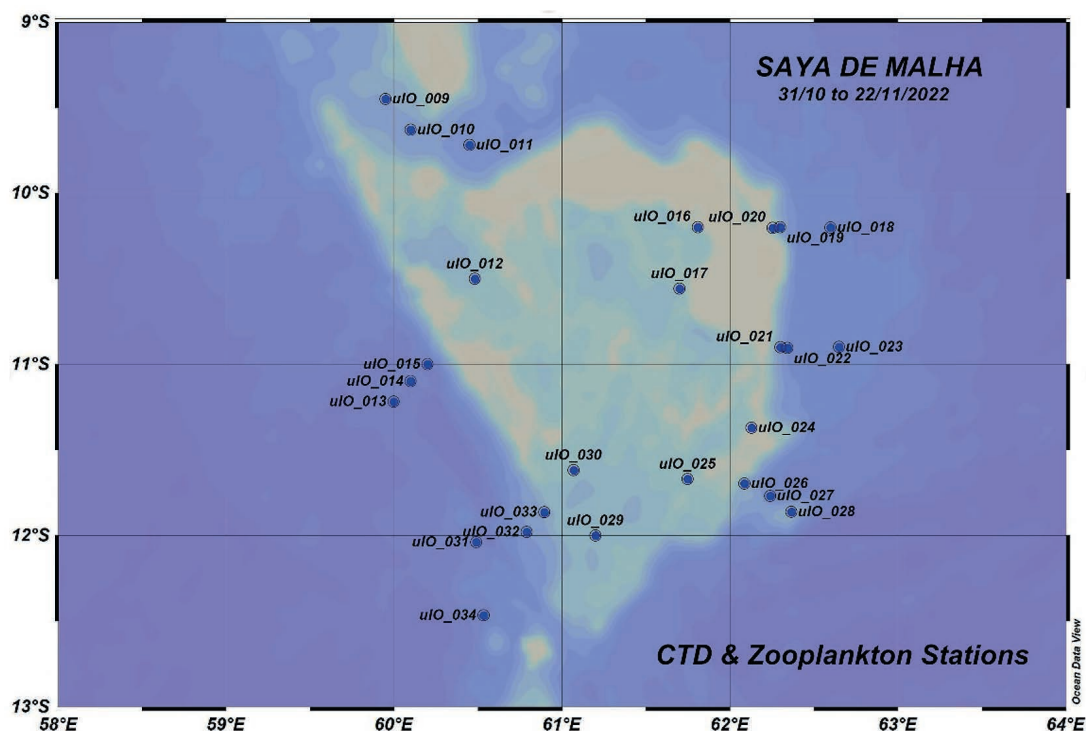 9°S
SAYA DE MALHA
31/10 to 22/11/2022
uIO_009
uIO_010
uIO_011
10°S
uIO_016
uIO_020
uIO_018
uIO_019
uIO_012
uIO_017
uIO_021
uIO_023
uIO_022
11°S
uIO_015
uIO_014
uIO_013
uIO_024
uIO_030
uIO_025
uIO_026
uIO_027
uIO_033
uIO_028
uIO_029
uIO_032
12°S
uIO_031
uIO_034
CTD & Zooplankton Stations
Ocean Data View
13°S
58°E
59°E
60°E
61°E
62°E
63°E
64°E